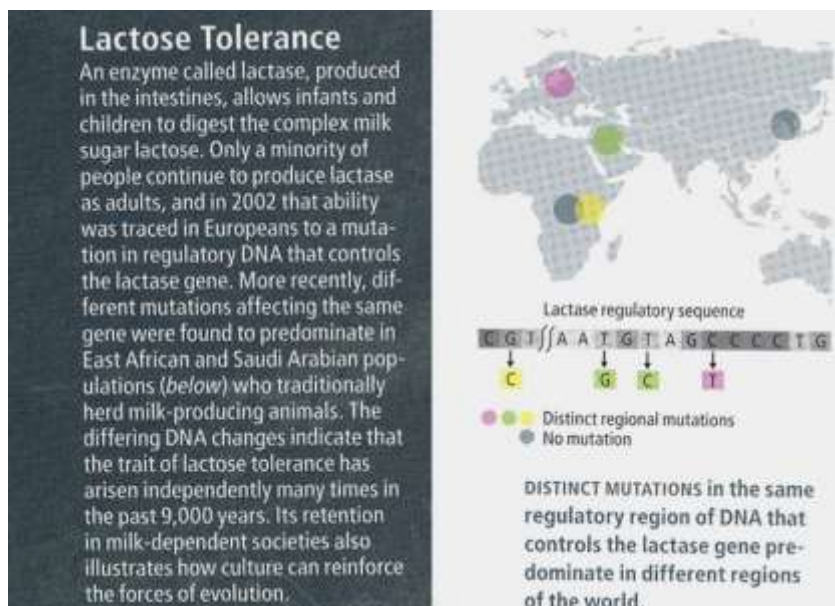 Lactose Tolerance
An enzyme called lactase, produced
in the intestines, allows infants and
children to digest the complex milk
sugar lactose. Only a minority of
people continue to produce lactase
as adults, and in 2002 that ability
was traced in Europeans to a muta-
tion in regulatory DNA that controls
the lactase gene. More recently, dif-
ferent mutations affecting the same
gene were found to predominate in
East African and Saudi Arabian pop-
ulations (below) who traditionally
herd milk-producing animals. The
differing DNA changes indicate that
the trait of lactose tolerance has
arisen independently many times in
the past 9,000 years. Its retention
in milk-dependent societies also
illustrates how culture can reinforce
the forces of evolution.
Lactase regulatory sequence
C G T ∫∫ A A T G T A G C C C C T G
C G C T
Distinct regional mutations
No mutation
DISTINCT MUTATIONS in the same
regulatory region of DNA that
controls the lactase gene pre-
dominate in different regions
of the world.